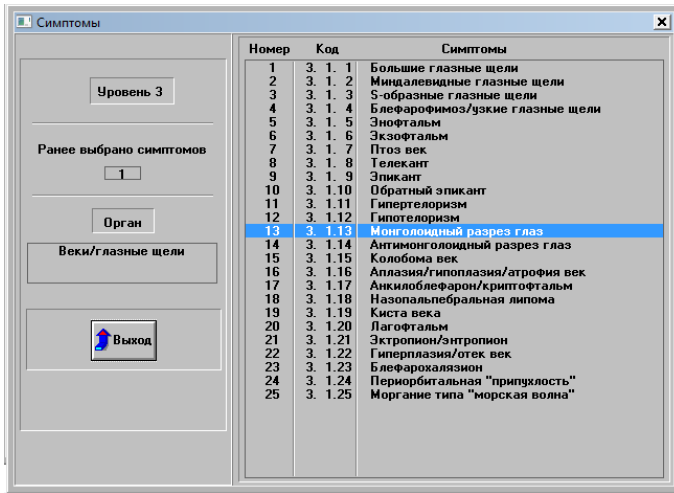 Симптомы
Уровень 3
Ранее выбрано симптомов
1
Орган
Веки/глазные щели
Выход
Номер Код Симптомы
1 3. 1. 1 Большие глазные щели
2 3. 1. 2 Миндалевидные глазные щели
3 3. 1. 3 S-образные глазные щели
4 3. 1. 4 Блефарофимоз/узкие глазные щели
5 3. 1. 5 Энофтальм
6 3. 1. 6 Экзофтальм
7 3. 1. 7 Птоз век
8 3. 1. 8 Телекант
9 3. 1. 9 Эпикант
10 3. 1.10 Обратный эпикант
11 3. 1.11 Гипертелоризм
12 3. 1.12 Гипотелоризм
13 3. 1.13 Монголоидный разрез глаз
14 3. 1.14 Антимонголоидный разрез глаз
15 3. 1.15 Колобома век
16 3. 1.16 Аплазия/гипоплазия/атрофия век
17 3. 1.17 Анкилоблефарон/криптофтальм
18 3. 1.18 Назопальпебральная липома
19 3. 1.19 Киста века
20 3. 1.20 Лагофтальм
21 3. 1.21 Эктропион/энтропион
22 3. 1.22 Гиперплазия/отек век
23 3. 1.23 Блефарохалязион
24 3. 1.24 Периорбитальная "припухлость"
25 3. 1.25 Моргание типа "морская волна"